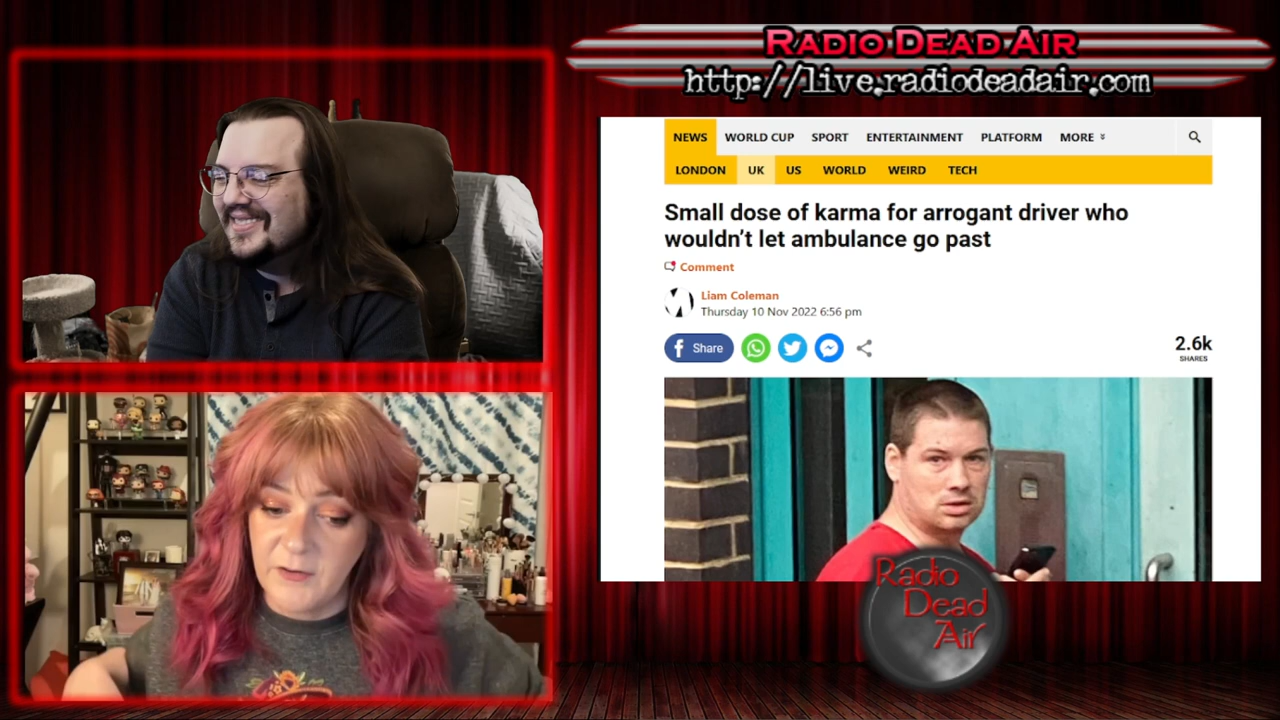 RADIO DEAD AIR
http://live.radiodeadair.com
NEWS WORLD CUP SPORT ENTERTAINMENT PLATFORM MORE
LONDON UK US WORLD WEIRD TECH
Small dose of karma for arrogant driver who
wouldn't let ambulance go past
Comment
Liam Coleman
Thursday 10 Nov 2022 6:56 pm
Share
2.6k
SHARES
Radio
Dead
Air